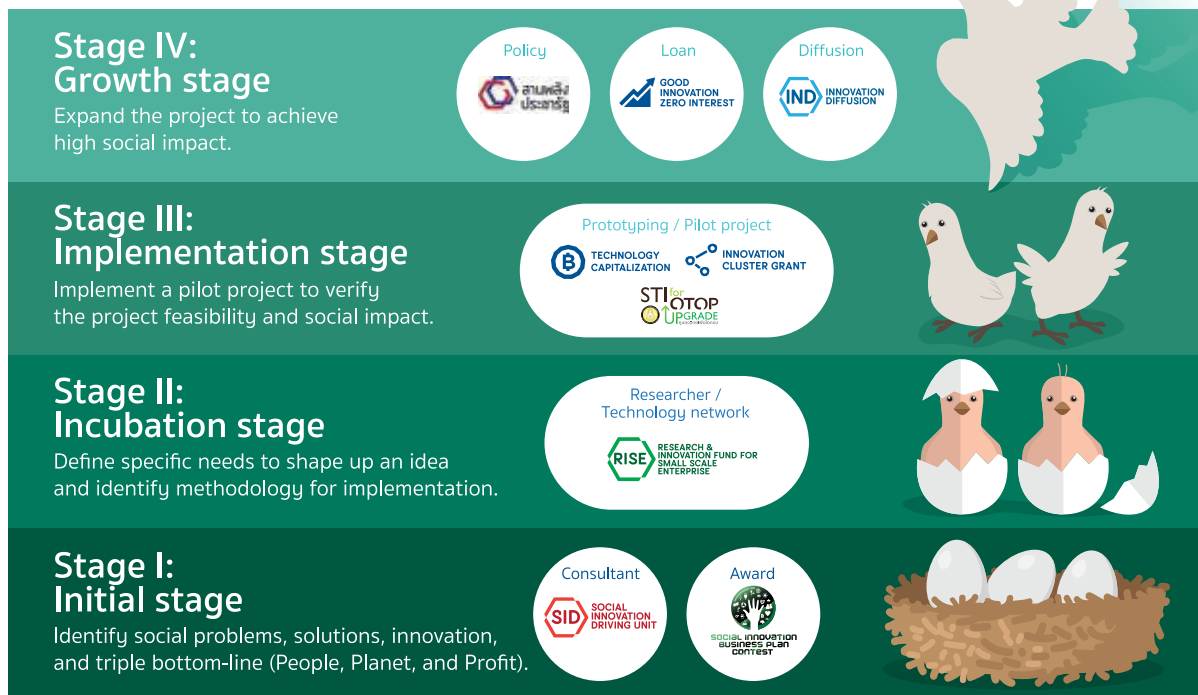 Stage IV:
Growth stage
Expand the project to achieve
high social impact.
Policy
สานพลัง
ประชารัฐ
Loan
GOOD
INNOVATION
ZERO INTEREST
Diffusion
IND
INNOVATION
DIFFUSION
Stage III:
Implementation stage
Implement a pilot project to verify
the project feasibility and social impact.
Prototyping / Pilot project
TECHNOLOGY
CAPITALIZATION
INNOVATION
CLUSTER GRANT
STI for
OTOP
UPGRADE
Stage II:
Incubation stage
Define specific needs to shape up an idea
and identify methodology for implementation.
Researcher /
Technology network
RISE
RESEARCH &
INNOVATION FUND FOR
SMALL SCALE
ENTERPRISE
Stage I:
Initial stage
Identify social problems, solutions, innovation,
and triple bottom-line (People, Planet, and Profit).
Consultant
SID
SOCIAL
INNOVATION
DRIVING UNIT
Award
SOCIAL INNOVATION
BUSINESS PLAN
CONTEST